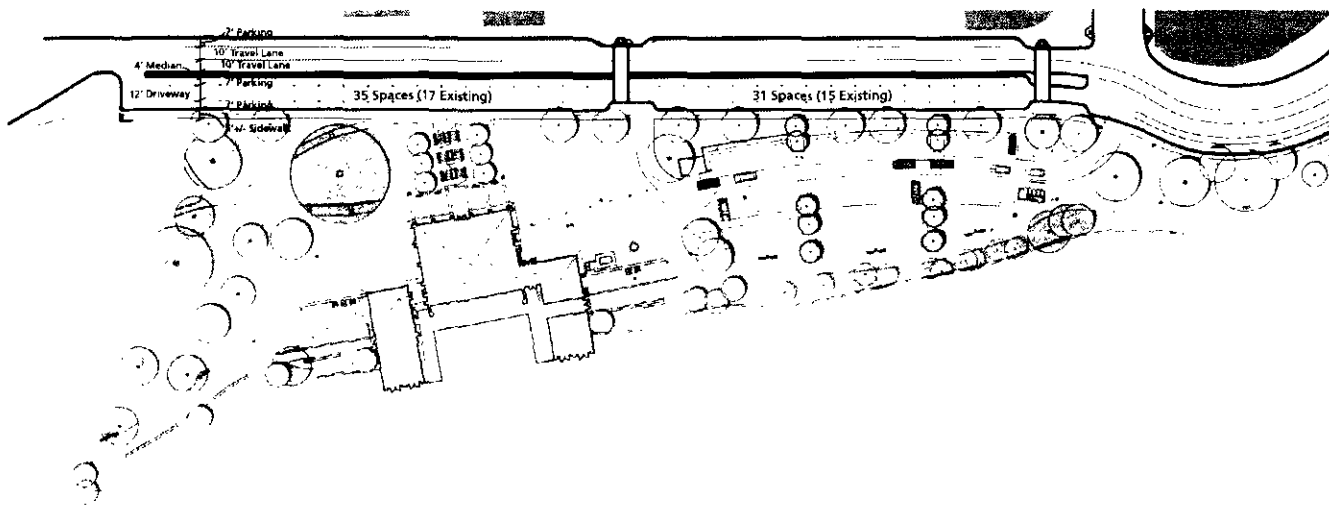 7' Parking
10' Travel Lane
10' Travel Lane
4' Median
7' Parking
12' Driveway
35 Spaces (17 Existing)
31 Spaces (15 Existing)
7' Parking
+/- Sidewalk